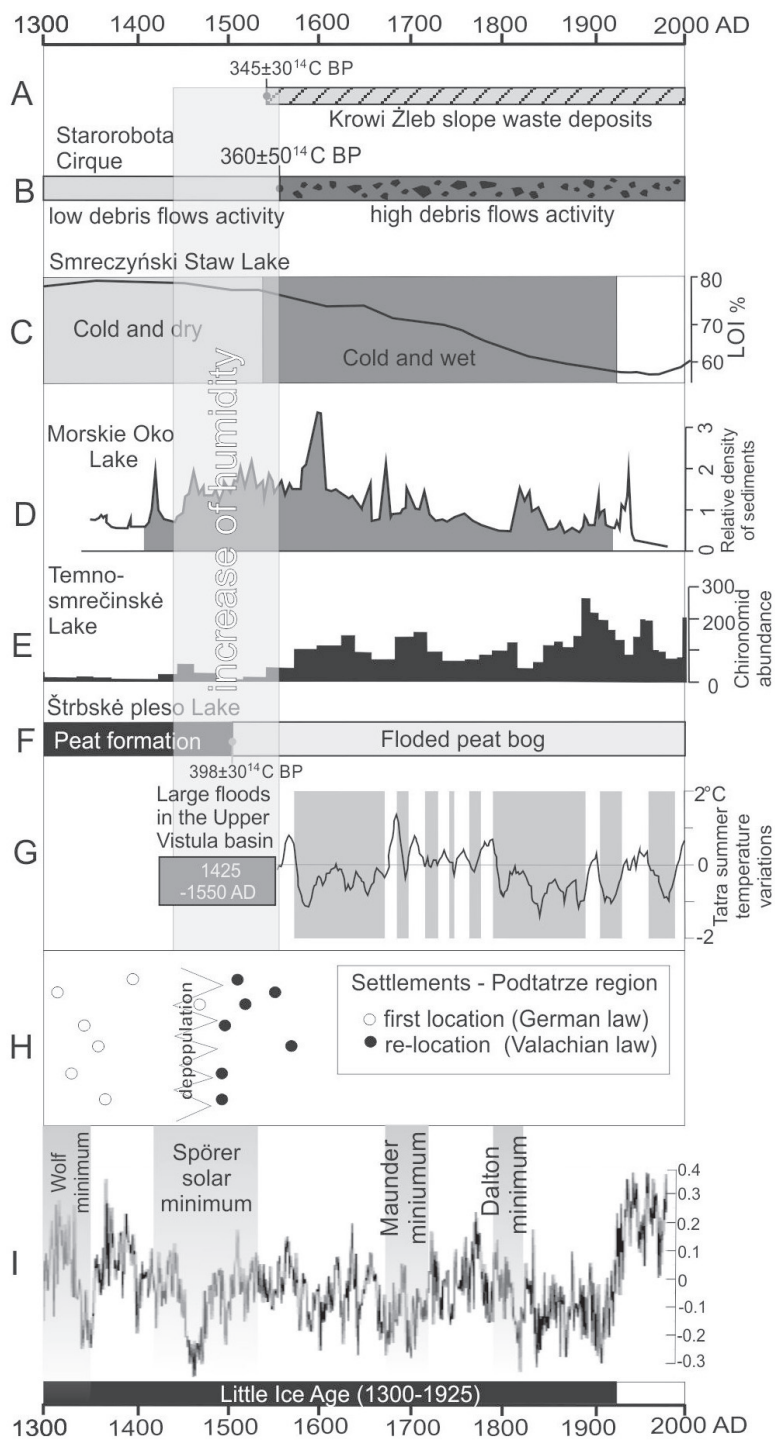 1300 1400 1500 1600 1700 1800 1900 2000 AD
345±30¹⁴C BP
A
Krowi Żleb slope waste deposits
Starorobota
Cirque
360±50¹⁴C BP
B
low debris flows activity
high debris flows activity
Smreczyński Staw Lake
C
Cold and dry
Cold and wet
80
70
60
LOI %
increase of humidity
Morskie Oko
Lake
D
3
2
1
0
Relative density
of sediments
Temno-
smrečinské
Lake
E
300
200
0
Chironomid
abundance
Štrbské pleso Lake
F
Peat formation
Floded peat bog
398±30¹⁴C BP
Large floods
in the Upper
Vistula basin
1425
-1550 AD
G
2°C
0
-2
Tatra summer
temperature
variations
H
depopulation
Settlements - Podtatrze region
first location (German law)
re-location (Valachian law)
I
Wolf
minimum
Spörer
solar
minimum
Maunder
miniumum
Dalton
minimum
0.4
0.3
0.2
0.1
0
-0.1
-0.2
-0.3
Little Ice Age (1300-1925)
1300 1400 1500 1600 1700 1800 1900 2000 AD